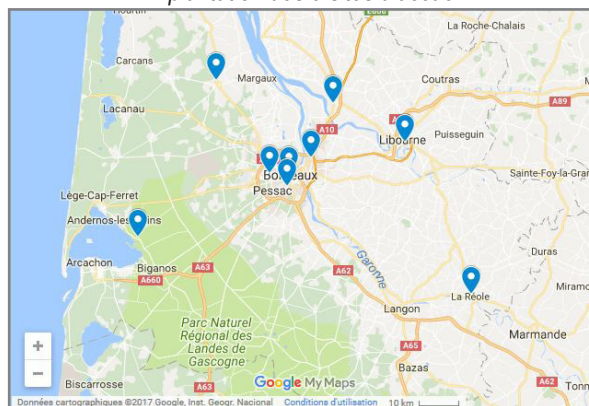 La Roche-Chalais
Carcans
Margaux
Coutras
A89
Lacanau
A10
Libourne
Puisseguin
Bordeaux
Sainte-Foy-la-Gran
Pessac
Lège-Cap-Ferret
Andernos-les-Bains
Duras
Garonne
Arcachon
Biganos
A63
A62
A660
Miramo
La Réole
Langon
Parc Naturel
Régional des
Landes de
Gascogne
Marmande
A65
Bazas
Tonn
Biscarrosse
A63
Google My Maps
Données cartographiques ©2017 Google, Inst. Geogr. Nacional Conditions d'utilisation 10 km
+
−